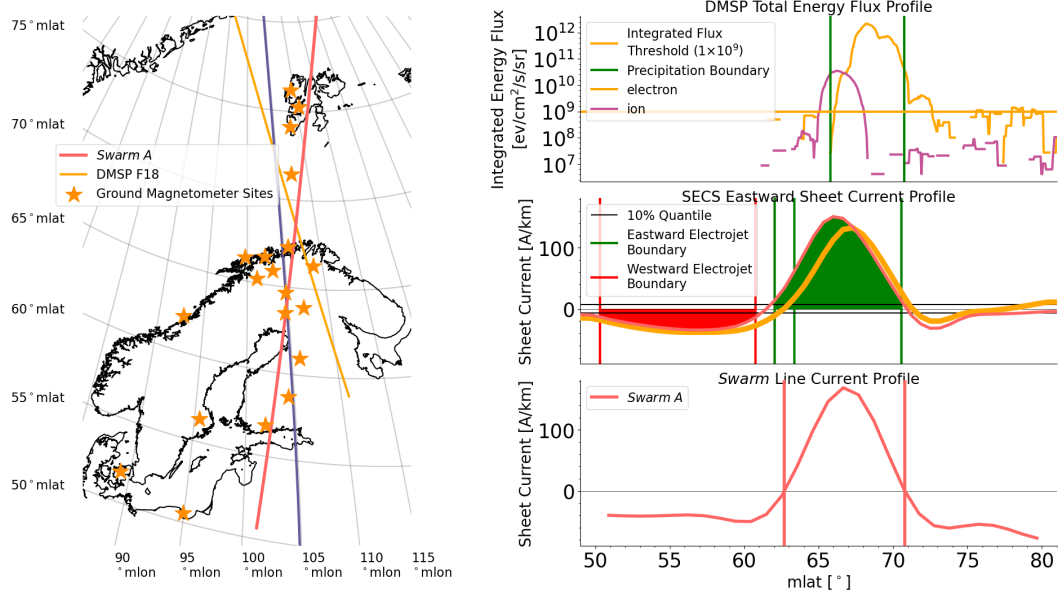 75°mlat
70°mlat
65°mlat
60°mlat
55°mlat
50°mlat
Swarm A
DMSP F18
Ground Magnetometer Sites
90
°mlon
95
°mlon
100
°mlon
105
°mlon
110
°mlon
115
°mlon
DMSP Total Energy Flux Profile
Integrated Energy Flux
[ev/cm²/s/sr]
10¹²
10¹¹
10¹⁰
10⁹
10⁸
10⁷
Integrated Flux
Threshold (1×10⁹)
Precipitation Boundary
electron
ion
SECS Eastward Sheet Current Profile
Sheet Current [A/km]
100
0
10% Quantile
Eastward Electrojet
Boundary
Westward Electrojet
Boundary
Swarm Line Current Profile
Sheet Current [A/km]
100
0
Swarm A
50
55
60
65
70
75
80
mlat [°]